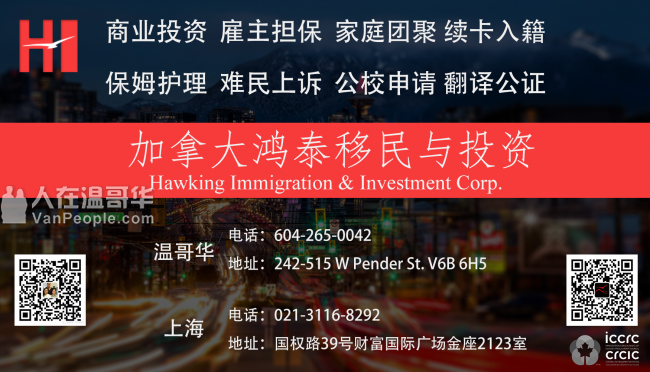 HI
商业投资 雇主担保 家庭团聚 续卡入籍
保姆护理 难民上诉 公校申请 翻译公证
加拿大鸿泰移民与投资
Hawking Immigration & Investment Corp.
人在温哥华
VanPeople.com
温哥华
电话：604-265-0042
地址：242-515 W Pender St. V6B 6H5
上海
电话：021-3116-8292
地址：国权路39号财富国际广场金座2123室
iccrc
crcic